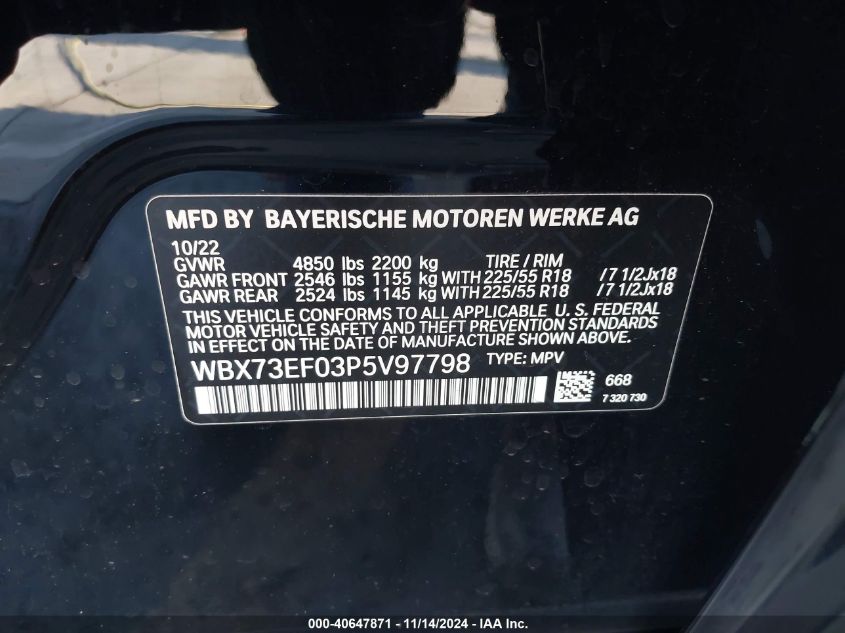 MFD BY BAYERISCHE MOTOREN WERKE AG
10/22
GVWR 4850 lbs 2200 kg TIRE / RIM
GAWR FRONT 2546 lbs 1155 kg WITH 225/55 R18 /7 1/2Jx18
GAWR REAR 2524 lbs 1145 kg WITH 225/55 R18 /7 1/2Jx18
THIS VEHICLE CONFORMS TO ALL APPLICABLE U. S. FEDERAL
MOTOR VEHICLE SAFETY AND THEFT PREVENTION STANDARDS
IN EFFECT ON THE DATE OF MANUFACTURE SHOWN ABOVE.
WBX73EF03P5V97798 TYPE: MPV
668
7 320 730
000-40647871 - 11/14/2024 - IAA Inc.